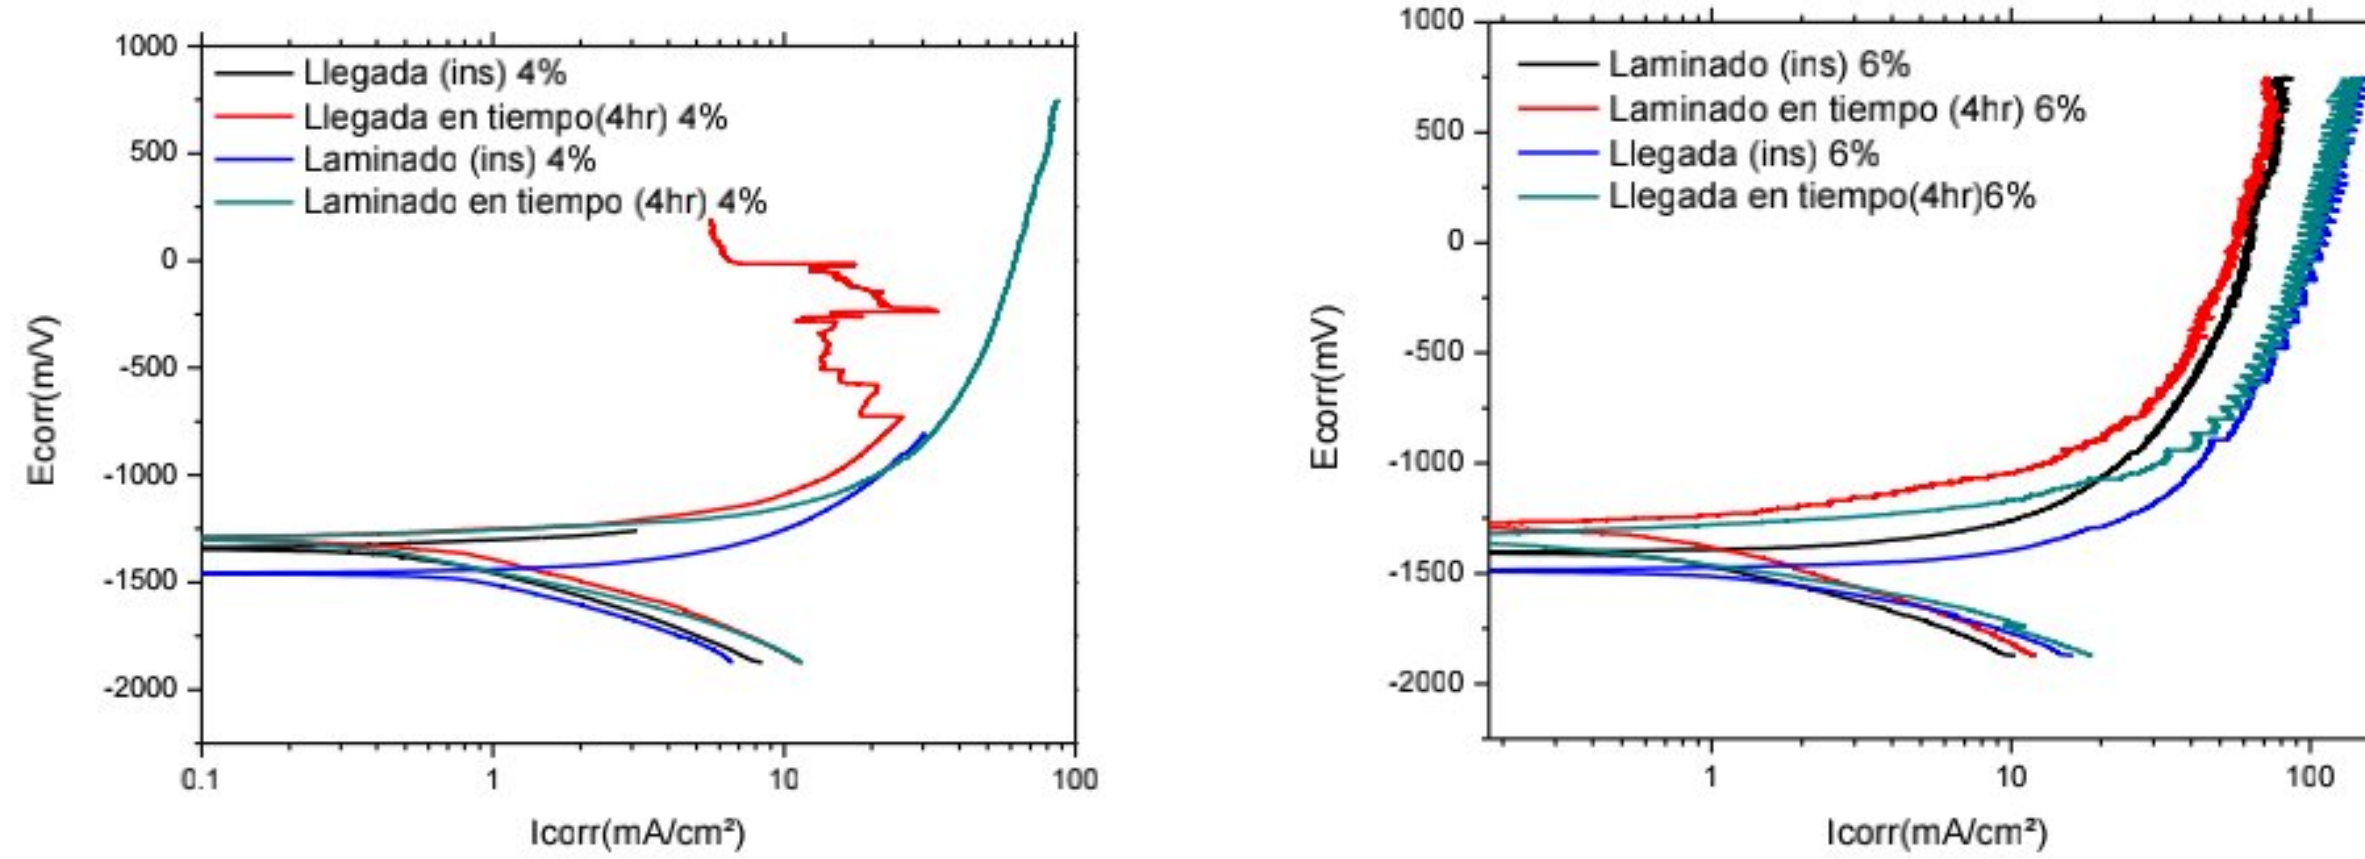 1000
500
0
-500
-1000
-1500
-2000
Ecorr(m/V)
Llegada (ins) 4%
Llegada en tiempo(4hr) 4%
Laminado (ins) 4%
Laminado en tiempo (4hr) 4%
0.1 1 10 100
Icorr(mA/cm²)
1000
500
0
-500
-1000
-1500
-2000
Ecorr(mV)
Laminado (ins) 6%
Laminado en tiempo (4hr) 6%
Llegada (ins) 6%
Llegada en tiempo(4hr)6%
1 10 100
Icorr(mA/cm²)